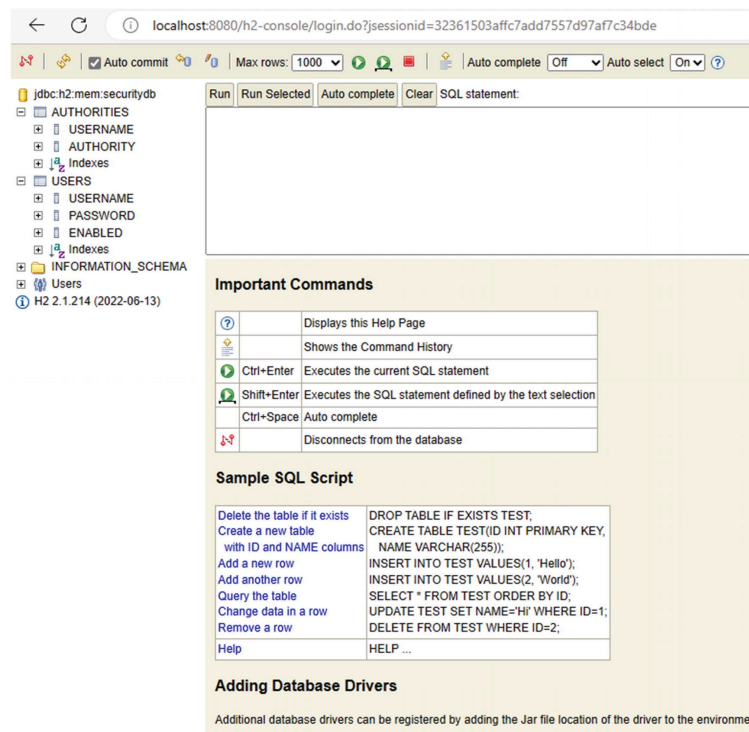 localhost:8080/h2-console/login.do?jsessionid=32361503affc7add7557d97af7c34bde
Auto commit Max rows: 1000 Auto complete Off Auto select On
jdbc:h2:mem:securitydb
AUTHORITIES
USERNAME
AUTHORITY
Indexes
USERS
USERNAME
PASSWORD
ENABLED
Indexes
INFORMATION_SCHEMA
Users
H2 2.1.214 (2022-06-13)
Run Run Selected Auto complete Clear SQL statement:
Important Commands
Displays this Help Page
Shows the Command History
Ctrl+Enter Executes the current SQL statement
Shift+Enter Executes the SQL statement defined by the text selection
Ctrl+Space Auto complete
Disconnects from the database
Sample SQL Script
Delete the table if it exists DROP TABLE IF EXISTS TEST;
Create a new table CREATE TABLE TEST(ID INT PRIMARY KEY,
with ID and NAME columns NAME VARCHAR(255));
Add a new row INSERT INTO TEST VALUES(1, 'Hello');
Add another row INSERT INTO TEST VALUES(2, 'World');
Query the table SELECT * FROM TEST ORDER BY ID;
Change data in a row UPDATE TEST SET NAME='Hi' WHERE ID=1;
Remove a row DELETE FROM TEST WHERE ID=2;
Help HELP ...
Adding Database Drivers
Additional database drivers can be registered by adding the Jar file location of the driver to the environme